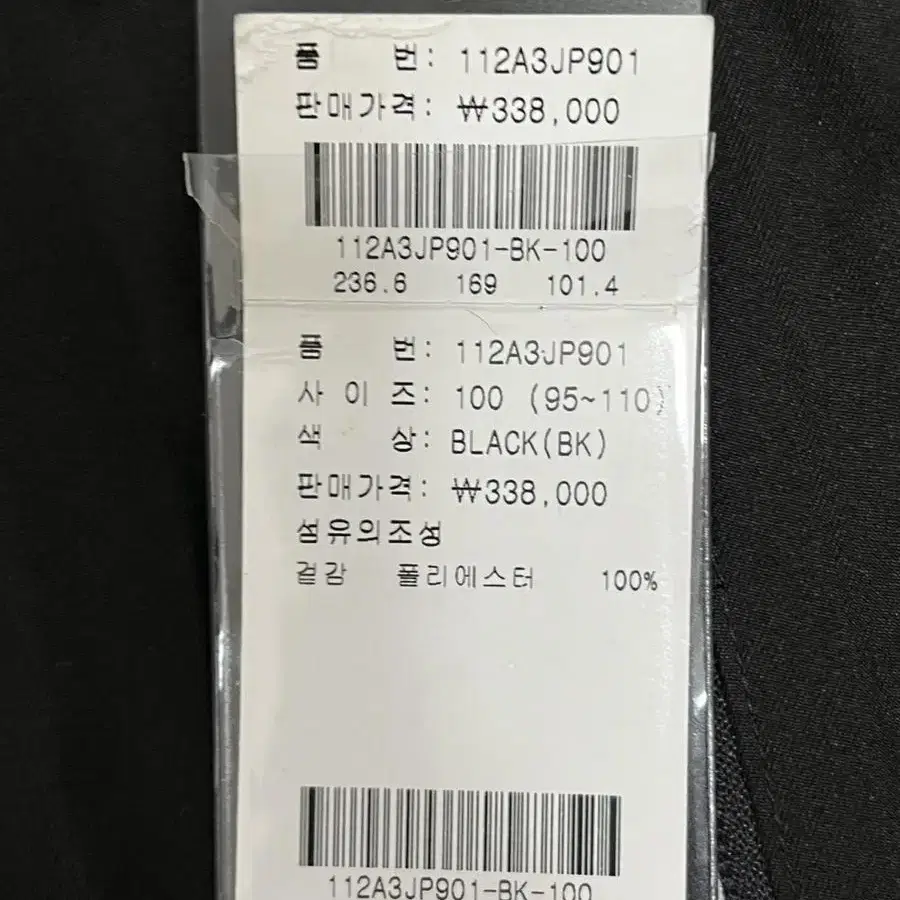 품 번: 112A3JP901
판매가격: ₩338,000
112A3JP901-BK-100
236.6 169 101.4
품 번: 112A3JP901
사 이 즈: 100 (95~110)
색 상: BLACK(BK)
판매가격: ₩338,000
섬유의조성
겉감 폴리에스터 100%
112A3JP901-BK-100